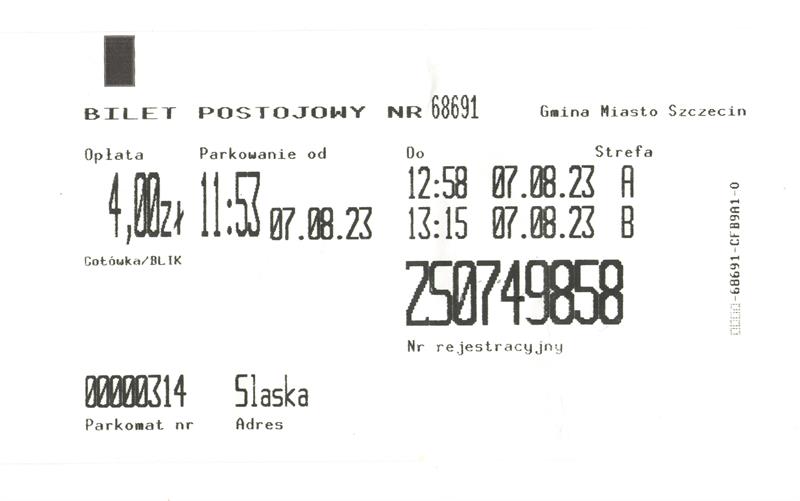 BILET POSTOJOWY NR 68691 Gmina Miasto Szczecin
Opłata Parkowanie od Do Strefa
4,00zł 11:53 07.08.23 12:58 07.08.23 A
13:15 07.08.23 B
Gotówka/BLIK
ZS0749858
Nr rejestracyjny
00000314 Slaska
Parkomat nr Adres
-68691-CFB9A1-0